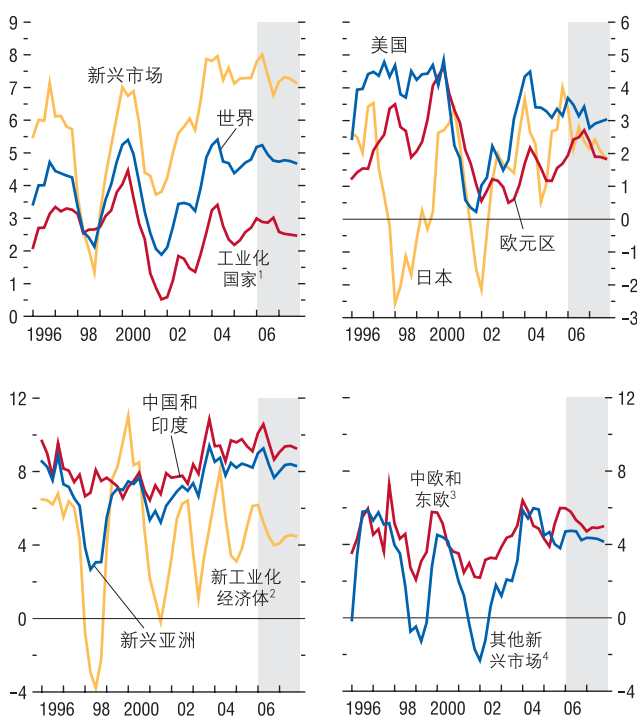 9
8
7
6
5
4
3
2
1
0
新兴市场
世界
工业化
国家¹
1996 98 2000 02 04 06
6
5
4
3
2
1
0
−1
−2
−3
美国
欧元区
日本
1996 98 2000 02 04 06
12
8
4
0
−4
中国和
印度
新工业化
经济体²
新兴亚洲
1996 98 2000 02 04 06
12
8
4
0
−4
中欧和
东欧³
其他新
兴市场⁴
1996 98 2000 02 04 06